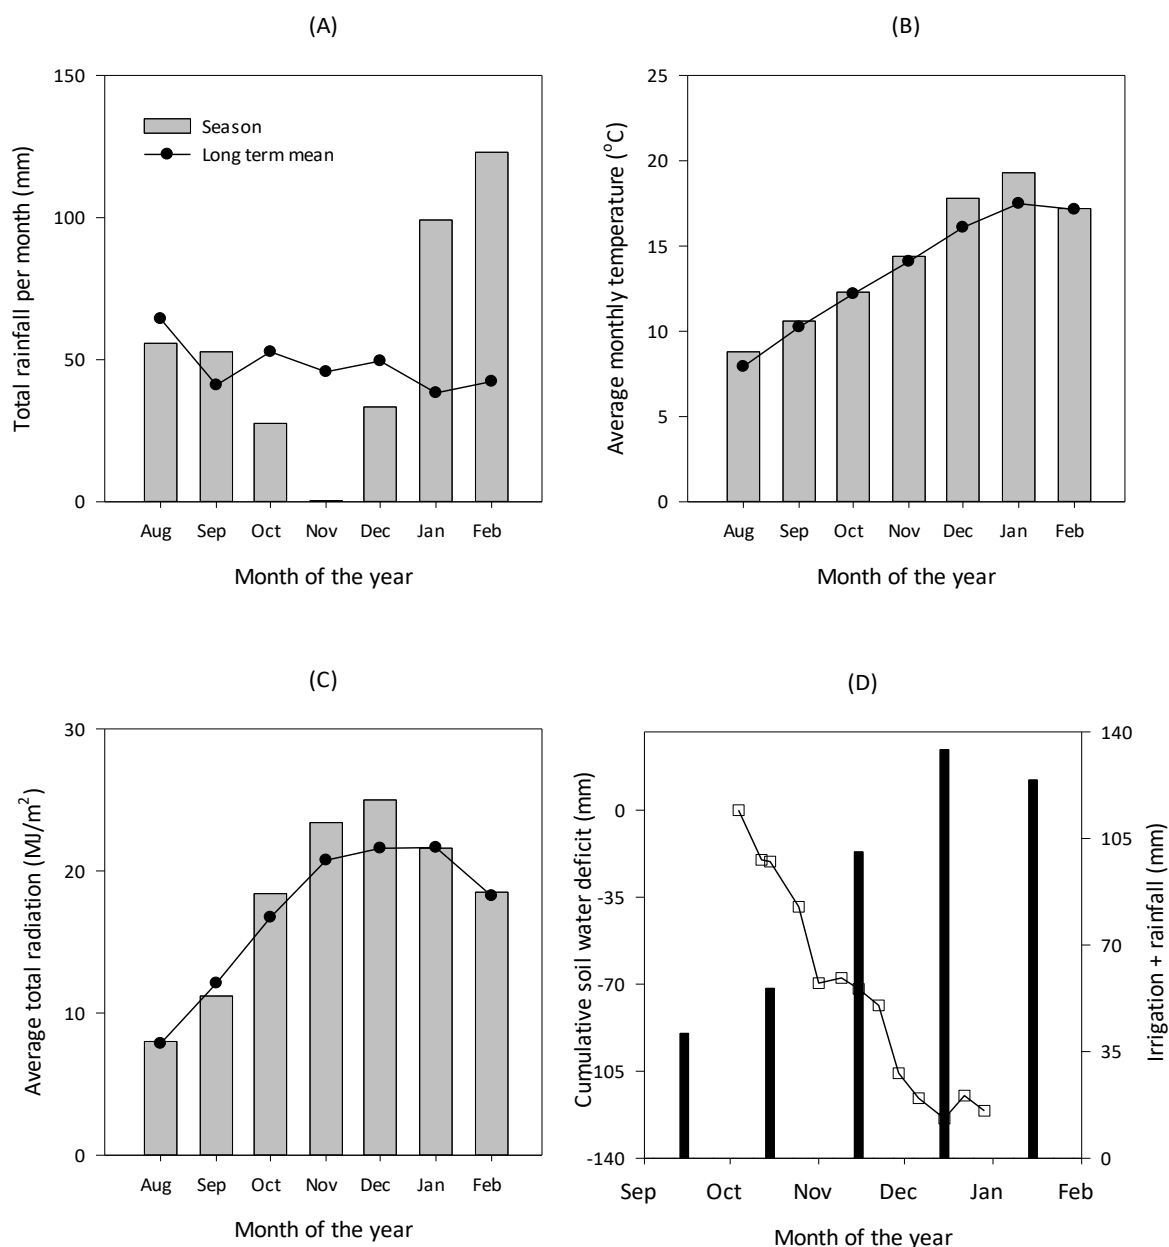 (A)
150
100
50
0
Total rainfall per month (mm)
Season
Long term mean
Aug Sep Oct Nov Dec Jan Feb
Month of the year
(B)
25
20
15
10
5
0
Average monthly temperature (°C)
Aug Sep Oct Nov Dec Jan Feb
Month of the year
(C)
30
20
10
0
Average total radiation (MJ/m²)
Aug Sep Oct Nov Dec Jan Feb
Month of the year
(D)
0
-35
-70
-105
-140
Cumulative soil water deficit (mm)
140
105
70
35
0
Irrigation + rainfall (mm)
Sep Oct Nov Dec Jan Feb
Month of the year